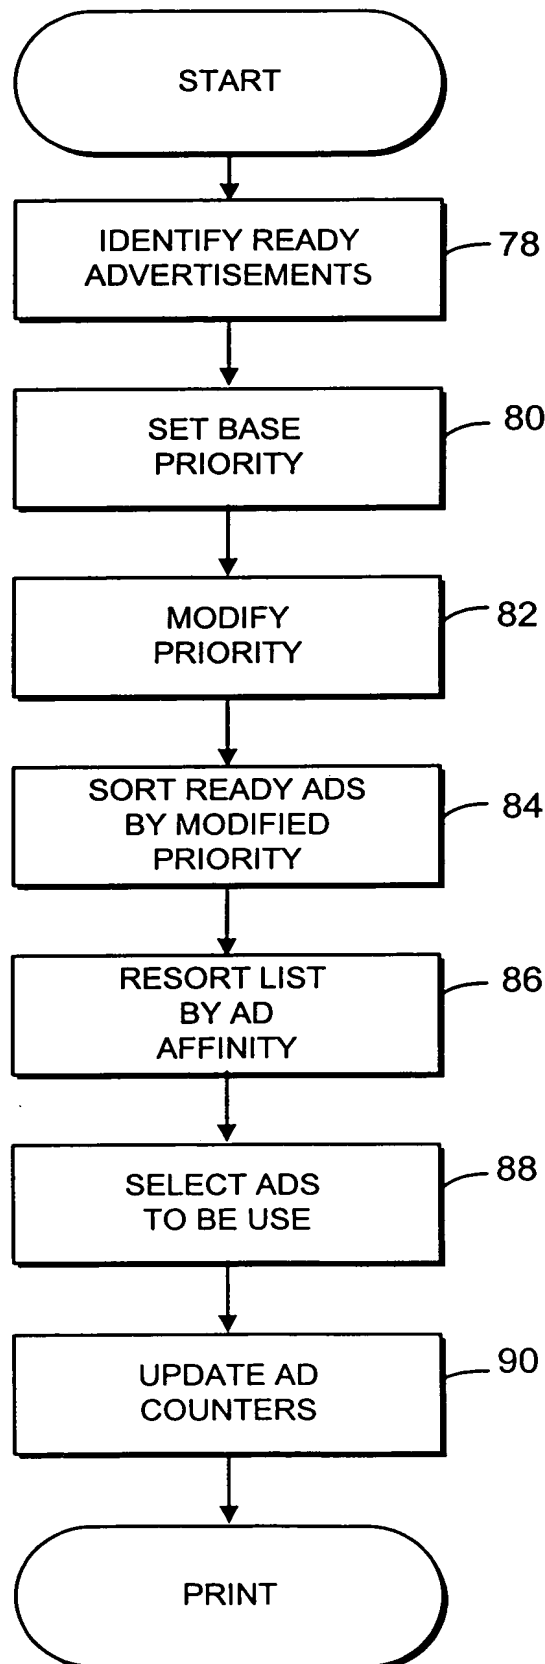 START
IDENTIFY READY
ADVERTISEMENTS
78
SET BASE
PRIORITY
80
MODIFY
PRIORITY
82
SORT READY ADS
BY MODIFIED
PRIORITY
84
RESORT LIST
BY AD
AFFINITY
86
SELECT ADS
TO BE USE
88
UPDATE AD
COUNTERS
90
PRINT